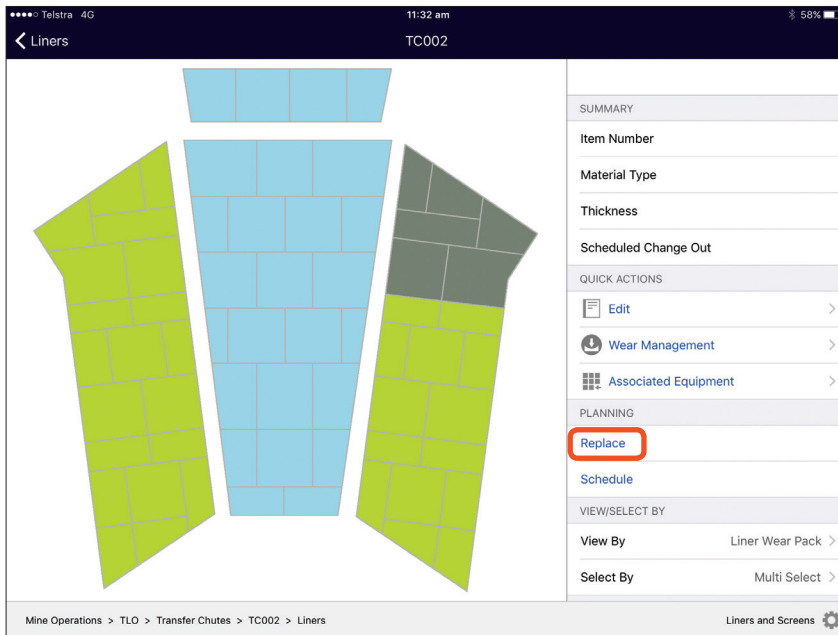 Telstra 4G 11:32 am 58%
Liners TC002
SUMMARY
Item Number
Material Type
Thickness
Scheduled Change Out
QUICK ACTIONS
Edit
Wear Management
Associated Equipment
PLANNING
Replace
Schedule
VIEW/SELECT BY
View By Liner Wear Pack
Select By Multi Select
Mine Operations > TLO > Transfer Chutes > TC002 > Liners Liners and Screens